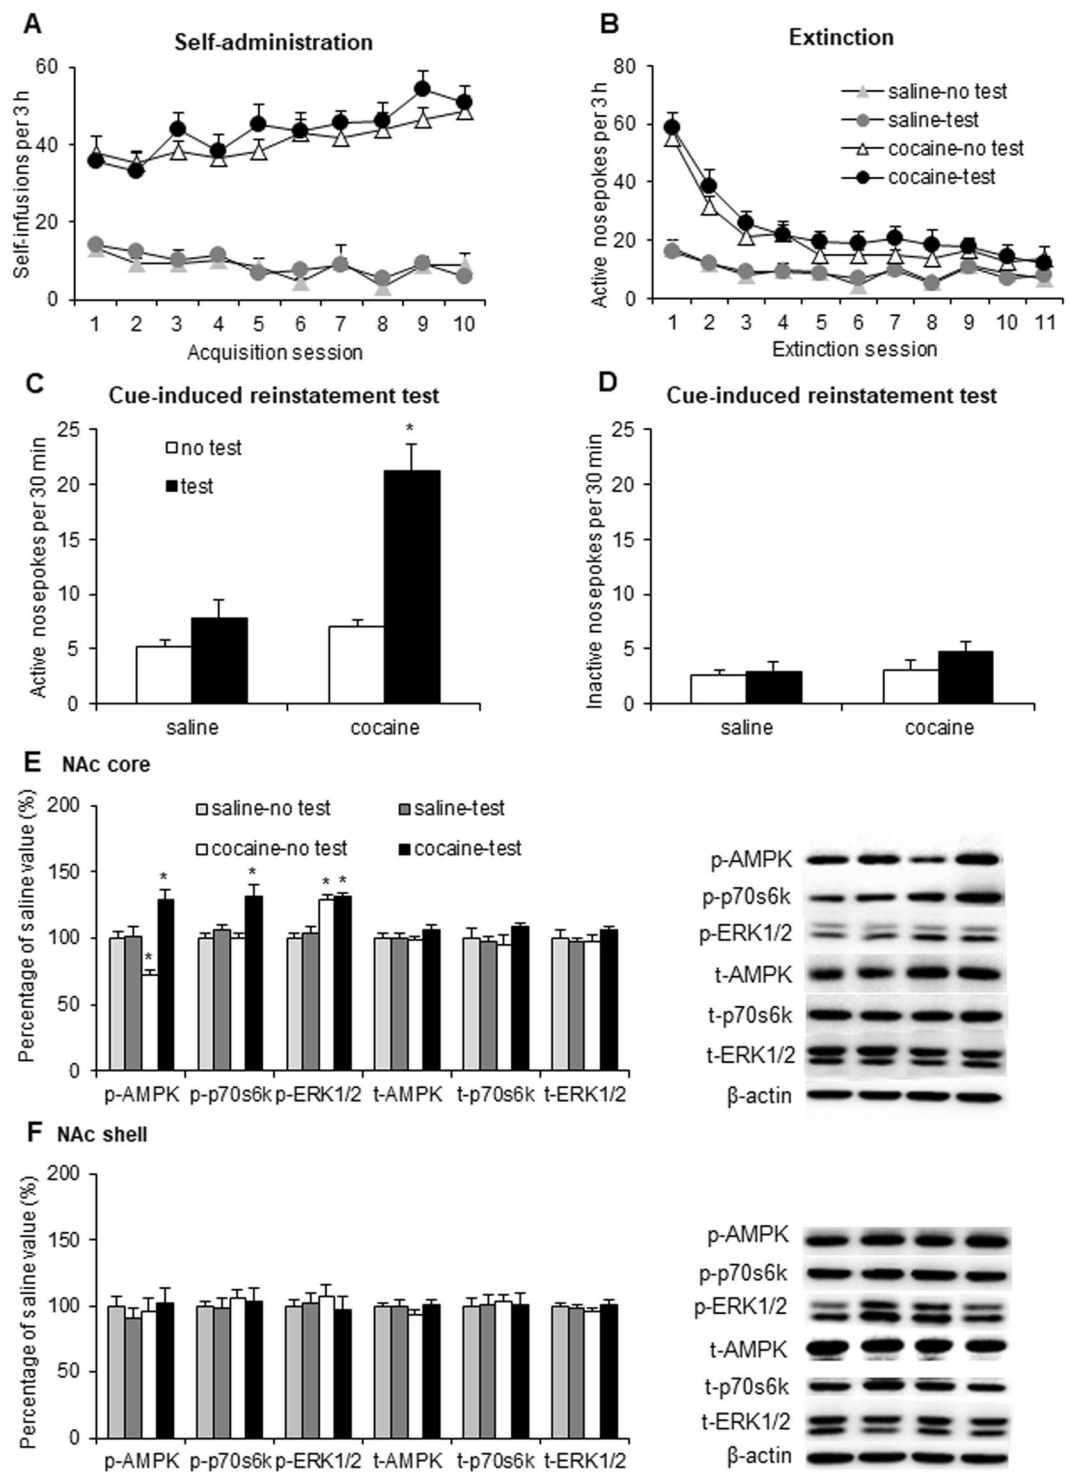 A
Self-administration
Self-infusions per 3 h
60
40
20
0
1 2 3 4 5 6 7 8 9 10
Acquisition session
B
Extinction
Active nosepokes per 3 h
80
60
40
20
0
saline-no test
saline-test
cocaine-no test
cocaine-test
1 2 3 4 5 6 7 8 9 10 11
Extinction session
C
Cue-induced reinstatement test
Active nosepokes per 30 min
25
20
15
10
5
0
no test
test
*
saline cocaine
D
Cue-induced reinstatement test
Inactive nosepokes per 30 min
25
20
15
10
5
0
saline cocaine
E NAc core
Percentage of saline value (%)
200
150
100
50
0
saline-no test saline-test
cocaine-no test cocaine-test
* * * * *
p-AMPK p-p70s6k p-ERK1/2 t-AMPK t-p70s6k t-ERK1/2
p-AMPK
p-p70s6k
p-ERK1/2
t-AMPK
t-p70s6k
t-ERK1/2
β-actin
F NAc shell
Percentage of saline value (%)
200
150
100
50
0
p-AMPK p-p70s6k p-ERK1/2 t-AMPK t-p70s6k t-ERK1/2
p-AMPK
p-p70s6k
p-ERK1/2
t-AMPK
t-p70s6k
t-ERK1/2
β-actin